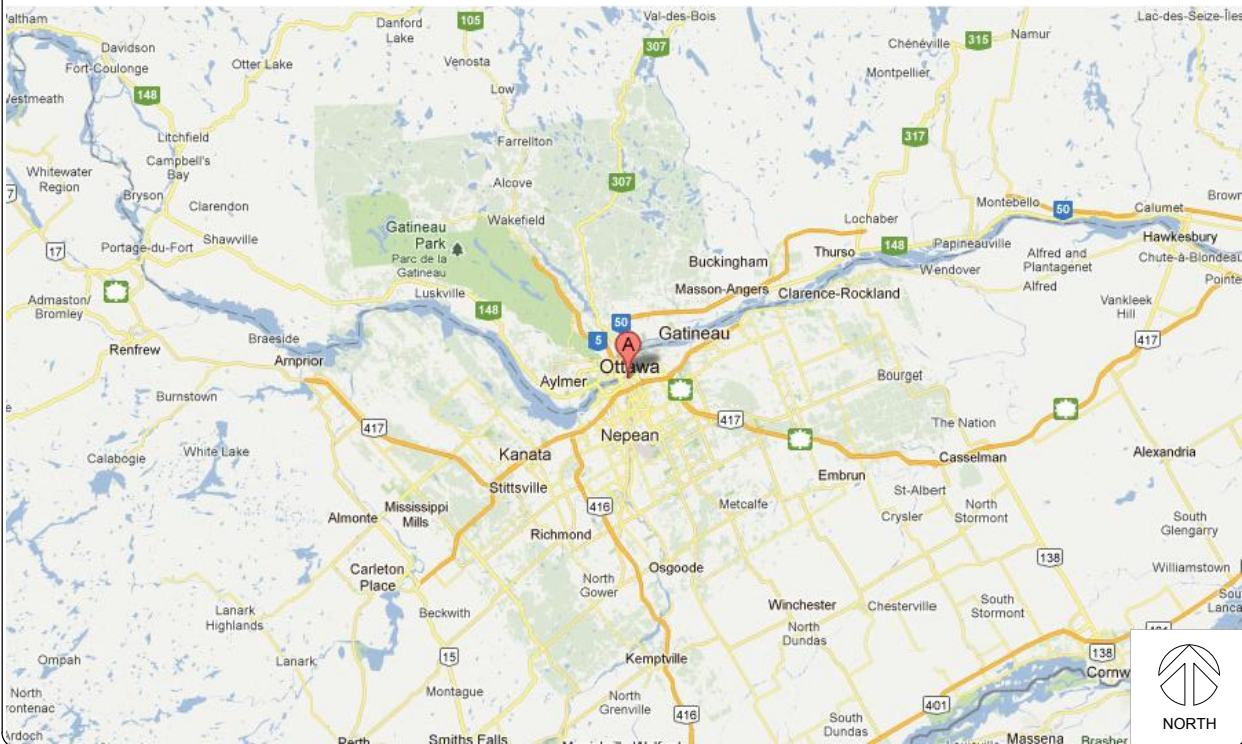 Val-des-Bois
Lac-des-Seize-Îles
Danford
Lake
105
307
315
Namur
Chénéville
Davidson
Fort-Coulonge
Otter Lake
Venosta
Montpellier
148
Low
317
Litchfield
Campbell's
Bay
Farrellton
307
Whitewater
Region
Bryson
Clarendon
Alcove
Wakefield
Gatineau
Park
Parc de la
Gatineau
Montebello
50
Calumet
Lochaber
Hawkesbury
17
Portage-du-Fort
Shawville
Thurso
148
Papineauville
Wendover
Alfred and
Plantagenet
Alfred
Chute-à-Blondeau
Buckingham
Masson-Angers
Clarence-Rockland
Luskville
148
Vankleek
Hill
Admaston/
Bromley
Renfrew
Braeside
Arnprior
50
5
Gatineau
A
Ottawa
Aylmer
417
Bourget
Burnstown
417
Nepean
417
The Nation
Calabogie
White Lake
Kanata
Casselman
Alexandria
Embrun
Stittsville
St-Albert
Almonte
Mississippi
Mills
416
Metcalfe
Crysler
North
Stormont
South
Glengarry
Richmond
138
Carleton
Place
Osgoode
Williamstown
North
Gower
Lanark
Highlands
Beckwith
Winchester
Chesterville
South
Stormont
North
Dundas
Ompah
Lanark
15
Kemptville
138
Montague
North
Grenville
416
401
South
Dundas
Perth
Smiths Falls
Massena
Brasher
NORTH